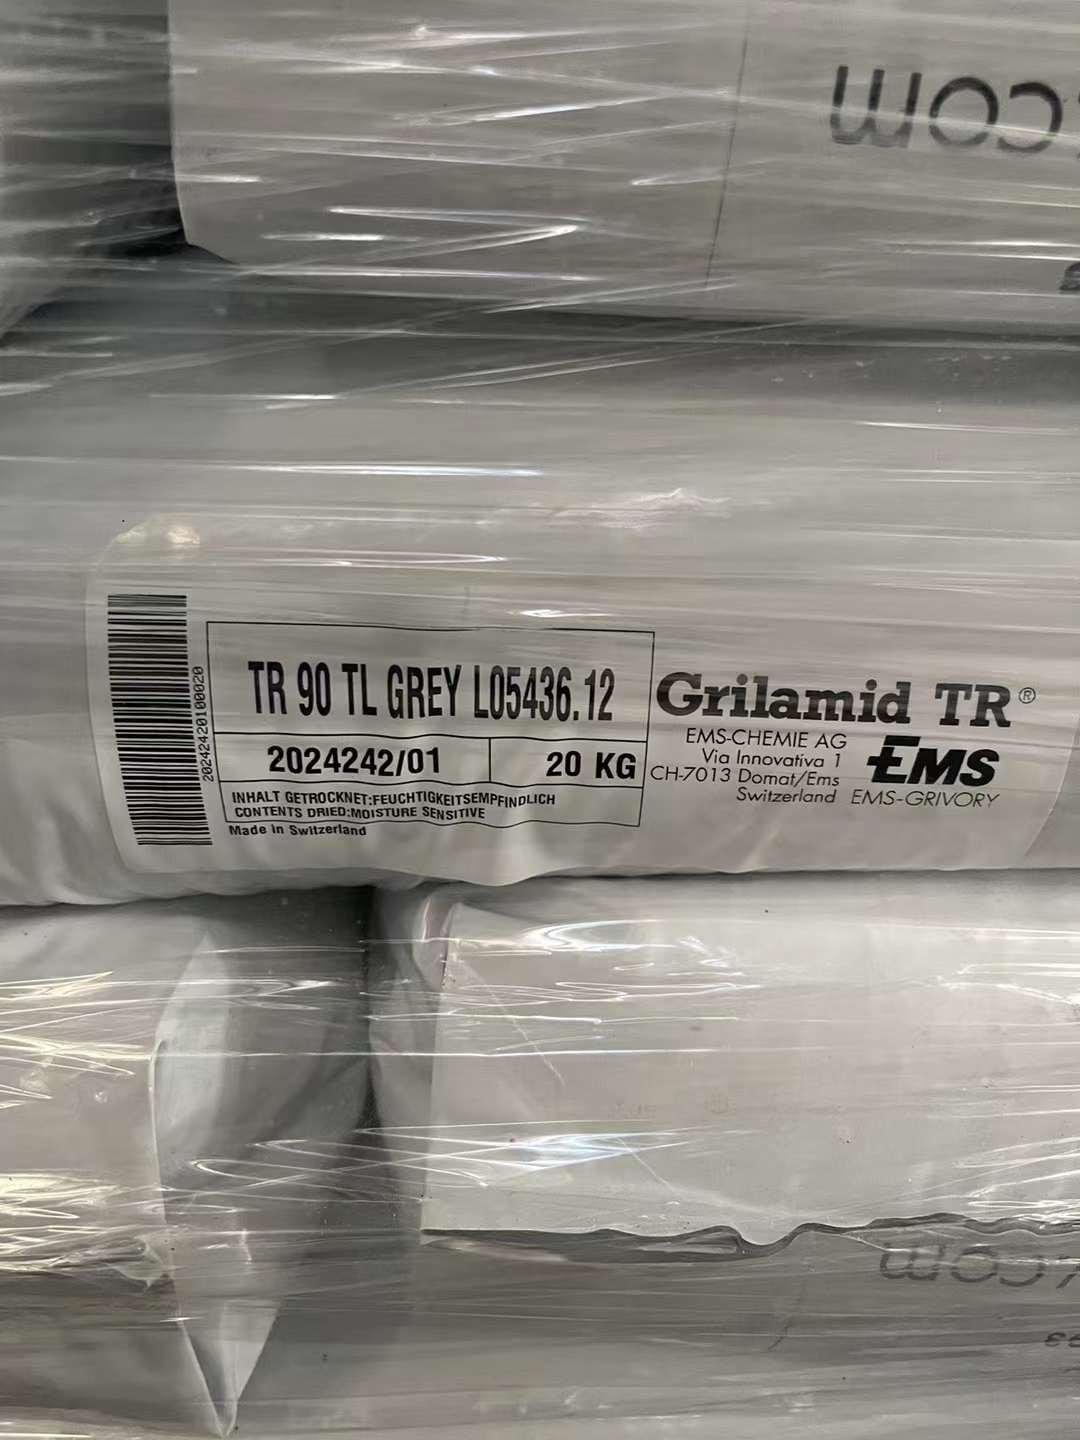 com
TR 90 TL GREY L05436.12
2024242/01
20 KG
INHALT GETROCKNET:FEUCHTIGKEITSEMPFINDLICH
CONTENTS DRIED:MOISTURE SENSITIVE
Made in Switzerland
20242420100020
Grilamid TR®
EMS-CHEMIE AG
Via Innovativa 1
CH-7013 Domat/Ems
Switzerland
EMS
EMS-GRIVORY
.com